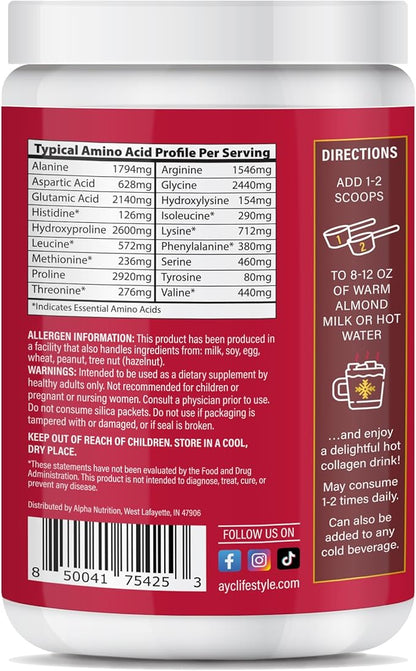 Typical Amino Acid Profile Per Serving
Alanine 1794mg Arginine 1546mg
Aspartic Acid 628mg Glycine 2440mg
Glutamic Acid 2140mg Hydroxylysine 154mg
Histidine* 126mg Isoleucine* 290mg
Hydroxyproline 2600mg Lysine* 712mg
Leucine* 572mg Phenylalanine* 380mg
Methionine* 236mg Serine 460mg
Proline 2920mg Tyrosine 80mg
Threonine* 276mg Valine* 440mg
*Indicates Essential Amino Acids
ALLERGEN INFORMATION: This product has been produced in
a facility that also handles ingredients from: milk, soy, egg,
wheat, peanut, tree nut (hazelnut).
WARNINGS: Intended to be used as a dietary supplement by
healthy adults only. Not recommended for children or
pregnant or nursing women. Consult a physician prior to use.
Do not consume silica packets. Do not use if packaging is
tampered with or damaged, or if seal is broken.
KEEP OUT OF REACH OF CHILDREN. STORE IN A COOL,
DRY PLACE.
*These statements have not been evaluated by the Food and Drug
Administration. This product is not intended to diagnose, treat, cure, or
prevent any disease.
Distributed by Alpha Nutrition, West Lafayette, IN 47906
8 50041 75425 3
FOLLOW US ON
ayclifestyle.com
DIRECTIONS
ADD 1-2
SCOOPS
1
2
TO 8-12 OZ
OF WARM
ALMOND
MILK OR HOT
WATER
...and enjoy
a delightful hot
collagen drink!
May consume
1-2 times daily.
Can also be
added to any
cold beverage.